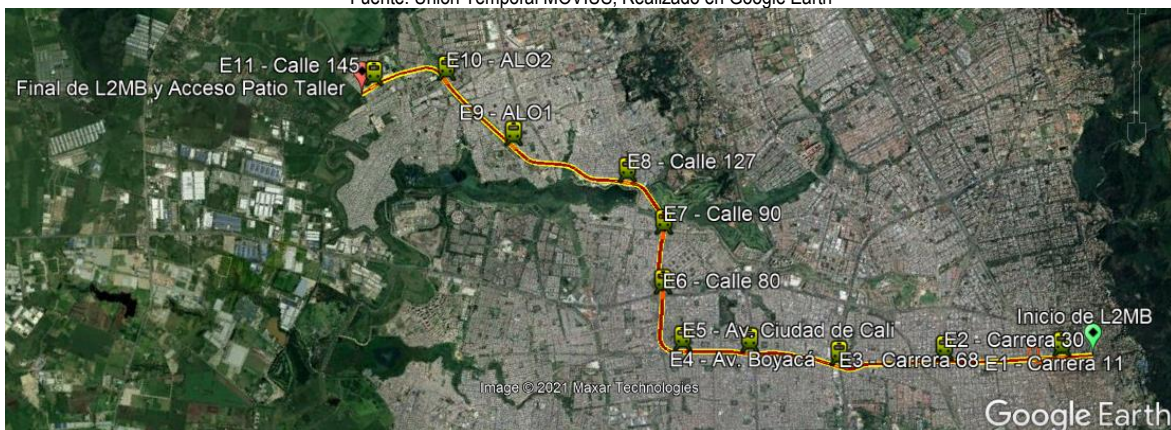 Fuente: Unión Temporal MOVIUS, Realizado en Google Earth
E11 - Calle 145
E10 - ALO2
Final de L2MB y Acceso Patio Taller
E9 - ALO1
E8 - Calle 127
E7 - Calle 90
E6 - Calle 80
Inicio de L2MB
E5 - Av. Ciudad de Cali
E2 - Carrera 30
E4 - Av. Boyacá
E3 - Carrera 68
E1 - Carrera 11
Image © 2021 Maxar Technologies
Google Earth